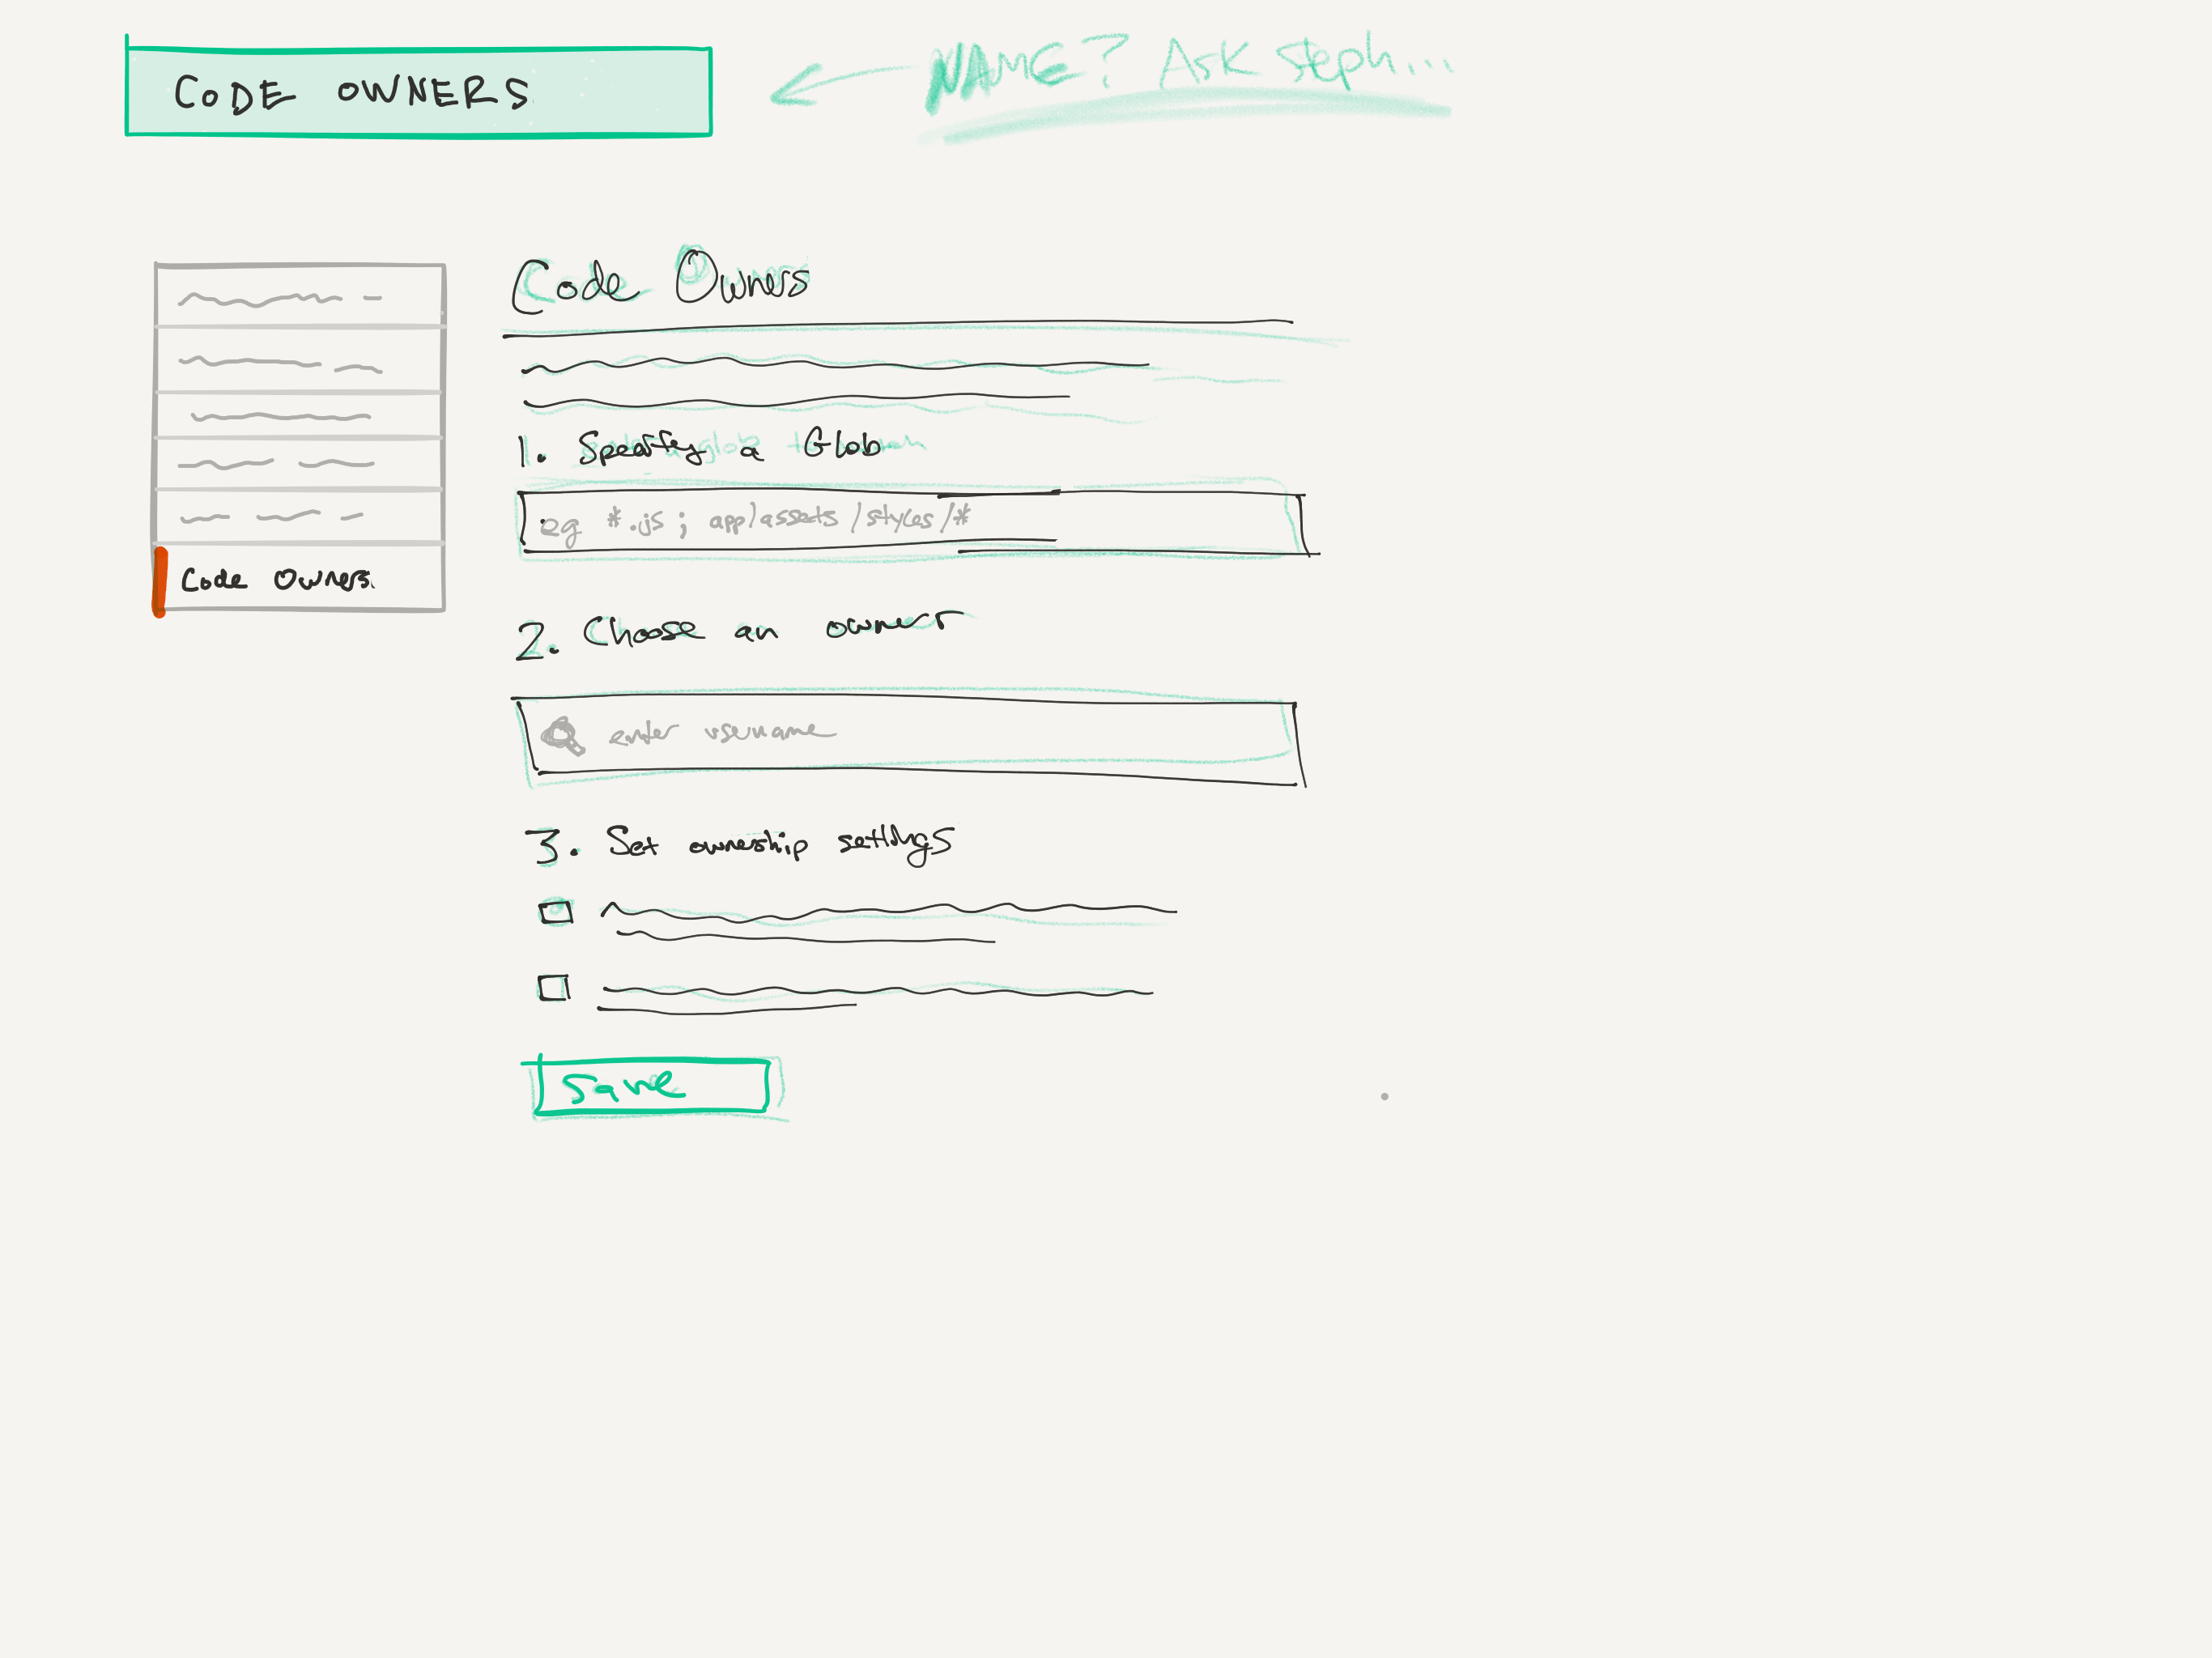 CODE OWNERS
NAME? Ask Steph...
Code Owners
Code Owners
1. Specify a Glob
eg *.js ; app/assets/styles/*
2. Choose an owner
enter username
3. Set ownership settings
Save